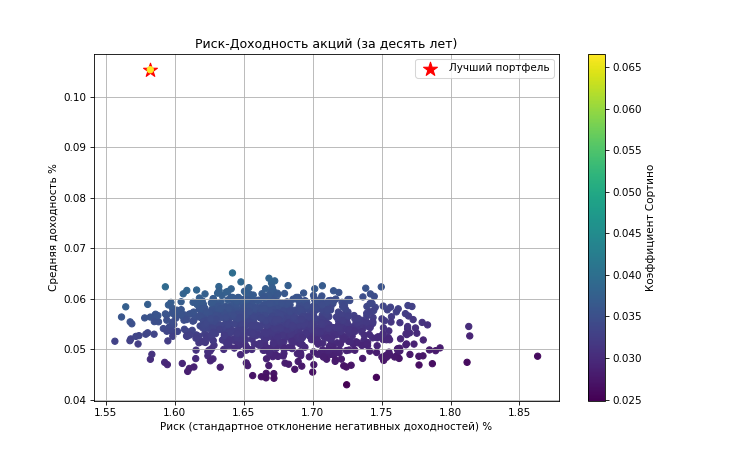 Риск-Доходность акций (за десять лет)
Лучший портфель
Средняя доходность %
0.10
0.09
0.08
0.07
0.06
0.05
0.04
1.55 1.60 1.65 1.70 1.75 1.80 1.85
Риск (стандартное отклонение негативных доходностей) %
0.065
0.060
0.055
0.050
0.045
0.040
0.035
0.030
0.025
Коэффициент Сортино